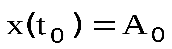 x(t₀) = A₀